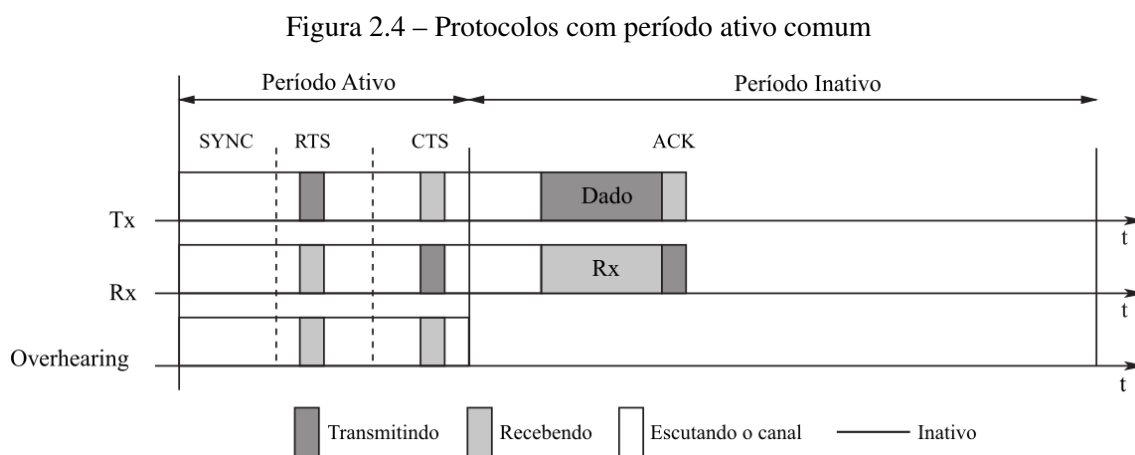 Figura 2.4 – Protocolos com período ativo comum
Período Ativo
Período Inativo
SYNC
RTS
CTS
ACK
Tx
Dado
t
Rx
Rx
t
Overhearing
t
Transmitindo
Recebendo
Escutando o canal
Inativo